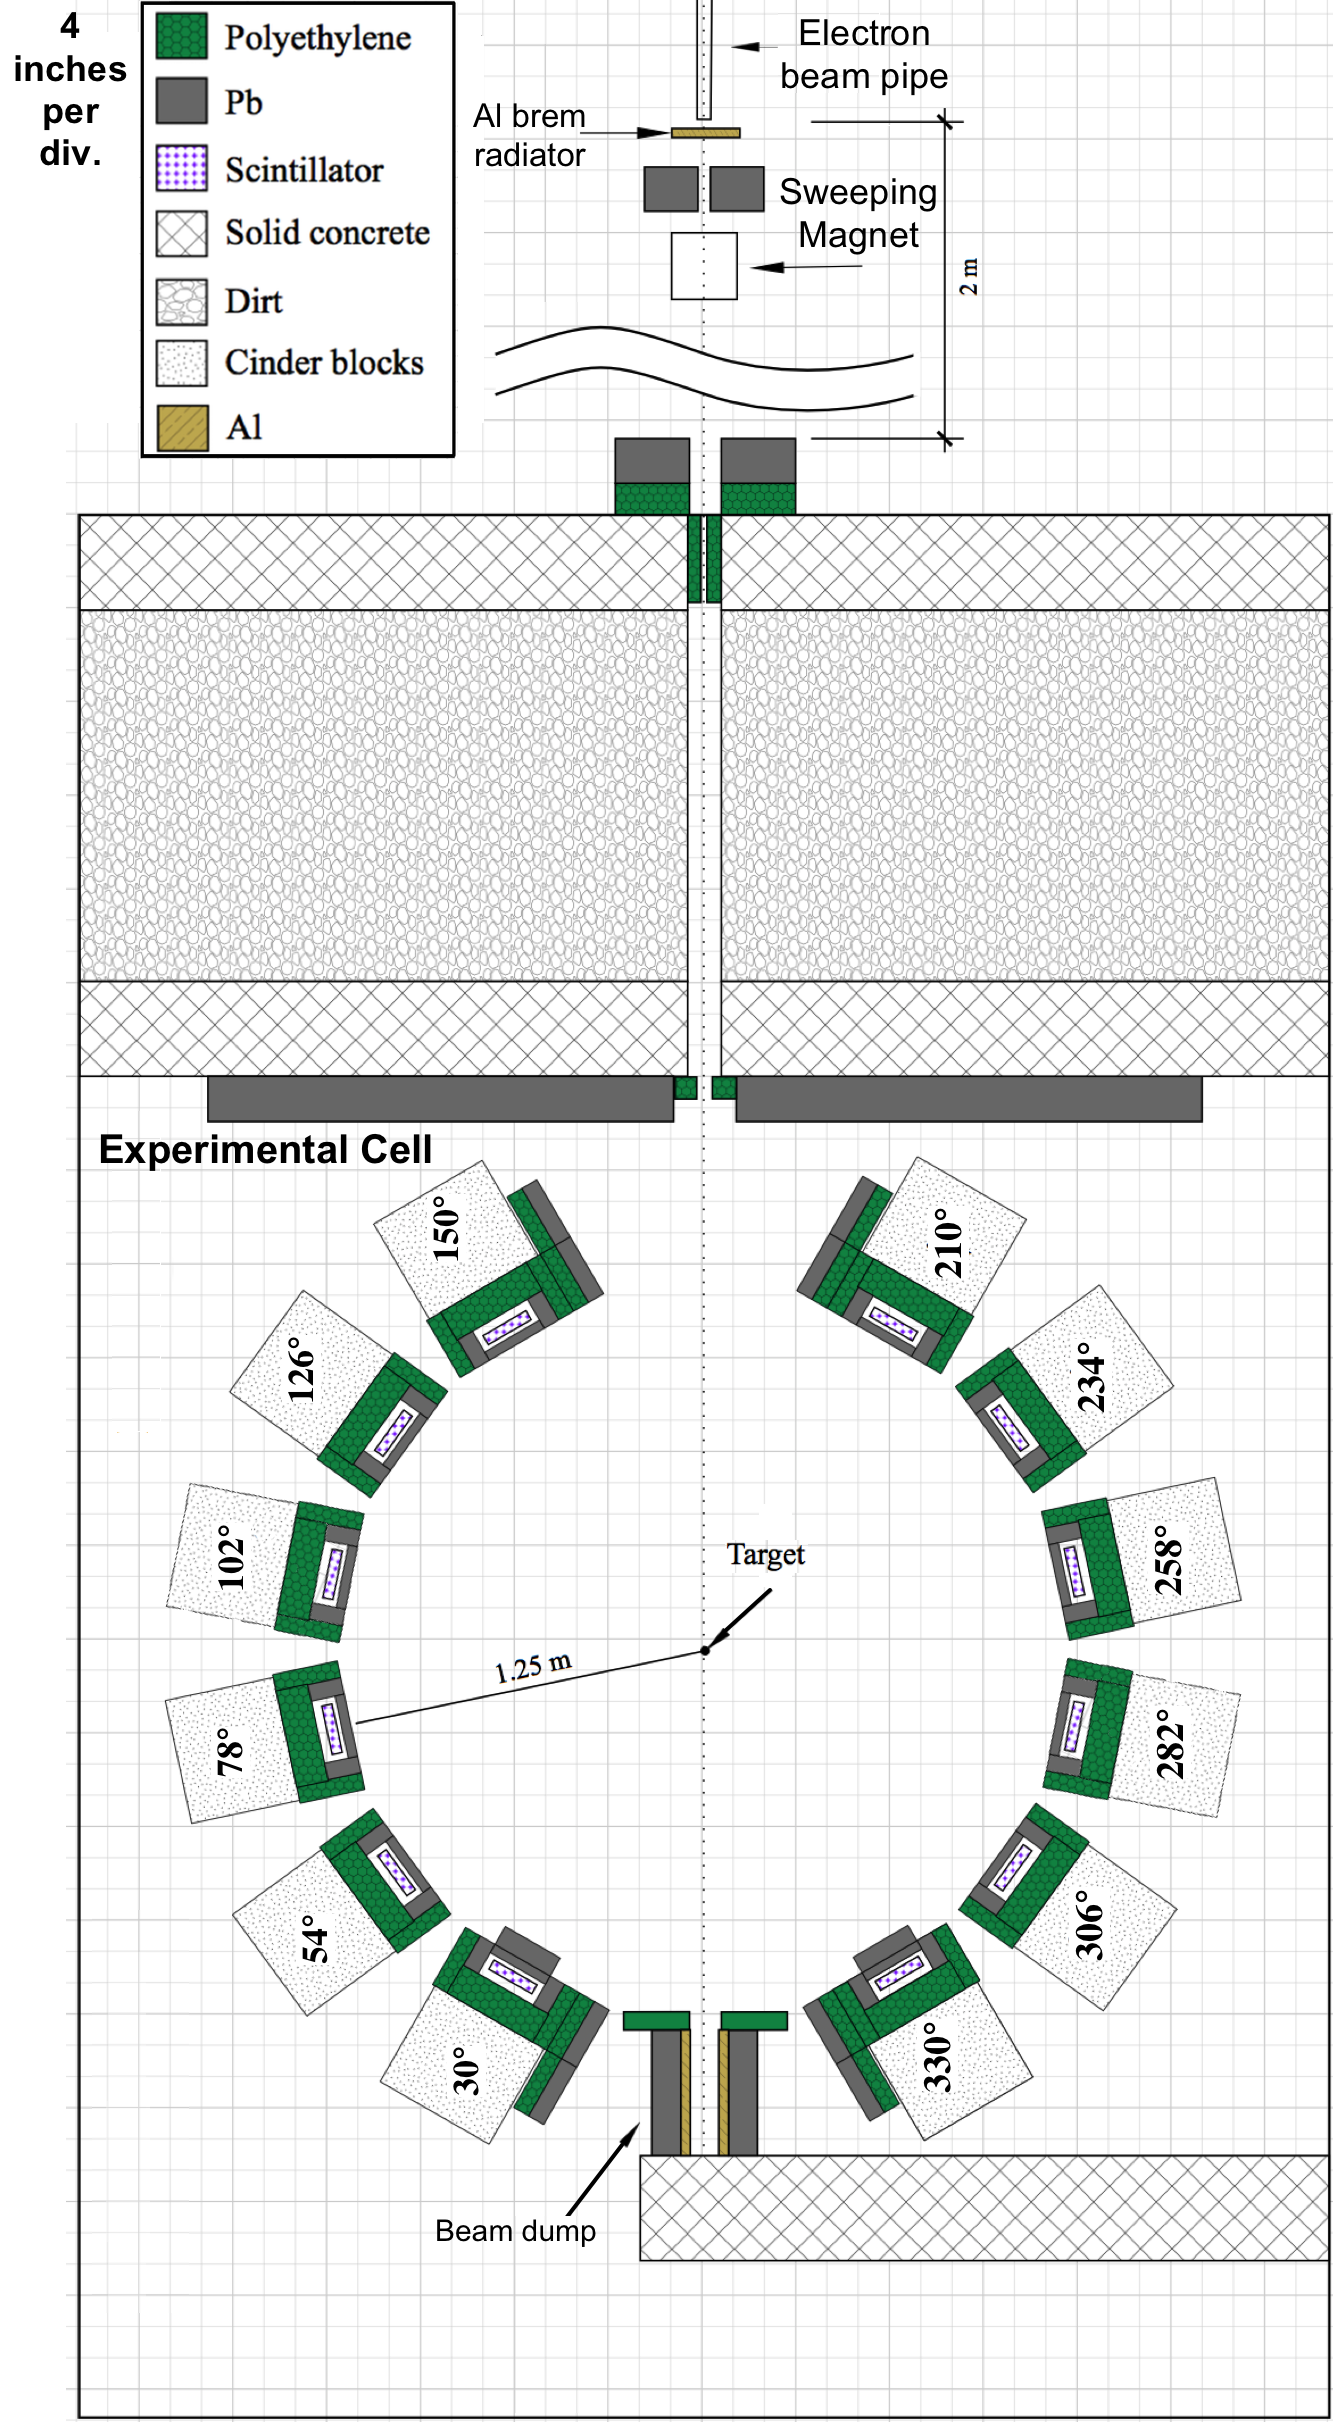 4
inches
per
div.
Polyethylene
Pb
Scintillator
Solid concrete
Dirt
Cinder blocks
Al
Electron
beam pipe
Al brem
radiator
Sweeping
Magnet
2 m
Experimental Cell
150°
210°
126°
234°
102°
258°
Target
1.25 m
78°
282°
54°
306°
30°
330°
Beam dump